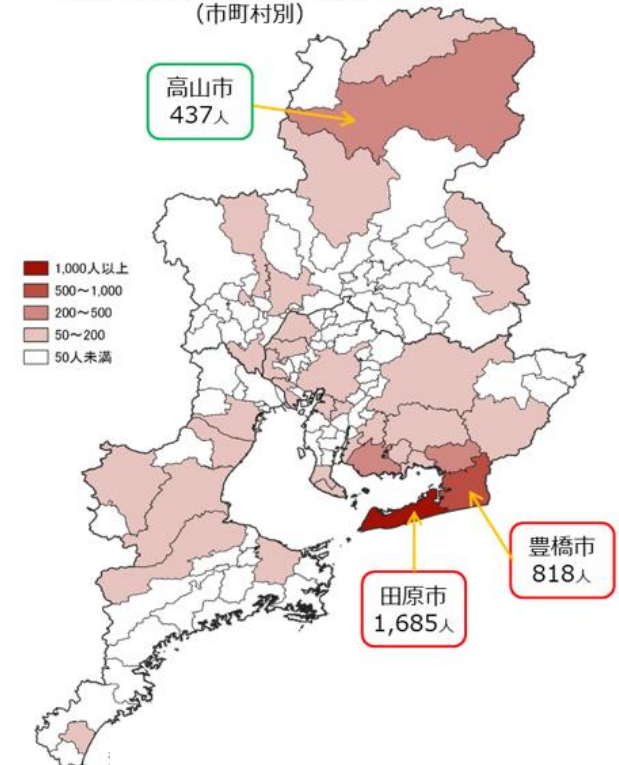 (市町村別)
高山市
437人
1,000人以上
500～1,000
200～500
50～200
50人未満
豊橋市
818人
田原市
1,685人